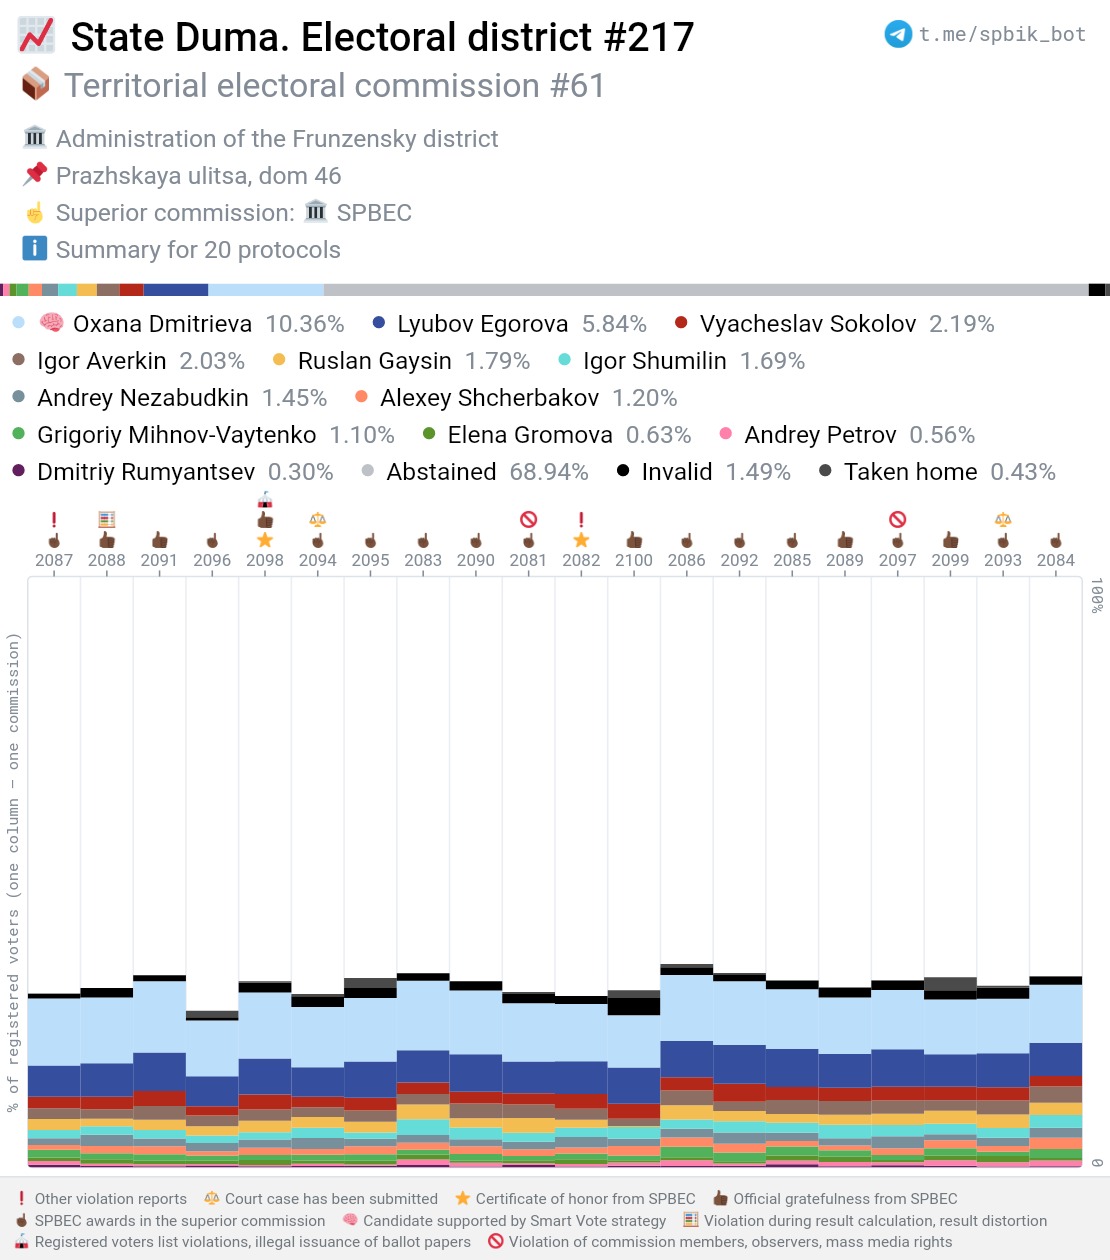 State Duma. Electoral district #217
t.me/spbik_bot
Territorial electoral commission #61
Administration of the Frunzensky district
Prazhskaya ulitsa, dom 46
Superior commission: SPBEC
Summary for 20 protocols
Oxana Dmitrieva 10.36% Lyubov Egorova 5.84% Vyacheslav Sokolov 2.19%
Igor Averkin 2.03% Ruslan Gaysin 1.79% Igor Shumilin 1.69%
Andrey Nezabudkin 1.45% Alexey Shcherbakov 1.20%
Grigoriy Mihnov-Vaytenko 1.10% Elena Gromova 0.63% Andrey Petrov 0.56%
Dmitriy Rumyantsev 0.30% Abstained 68.94% Invalid 1.49% Taken home 0.43%
2087 2088 2091 2096 2098 2094 2095 2083 2090 2081 2082 2100 2086 2092 2085 2089 2097 2099 2093 2084
100%
% of registered voters (one column – one commission)
0
Other violation reports Court case has been submitted Certificate of honor from SPBEC Official gratefulness from SPBEC
SPBEC awards in the superior commission Candidate supported by Smart Vote strategy Violation during result calculation, result distortion
Registered voters list violations, illegal issuance of ballot papers Violation of commission members, observers, mass media rights